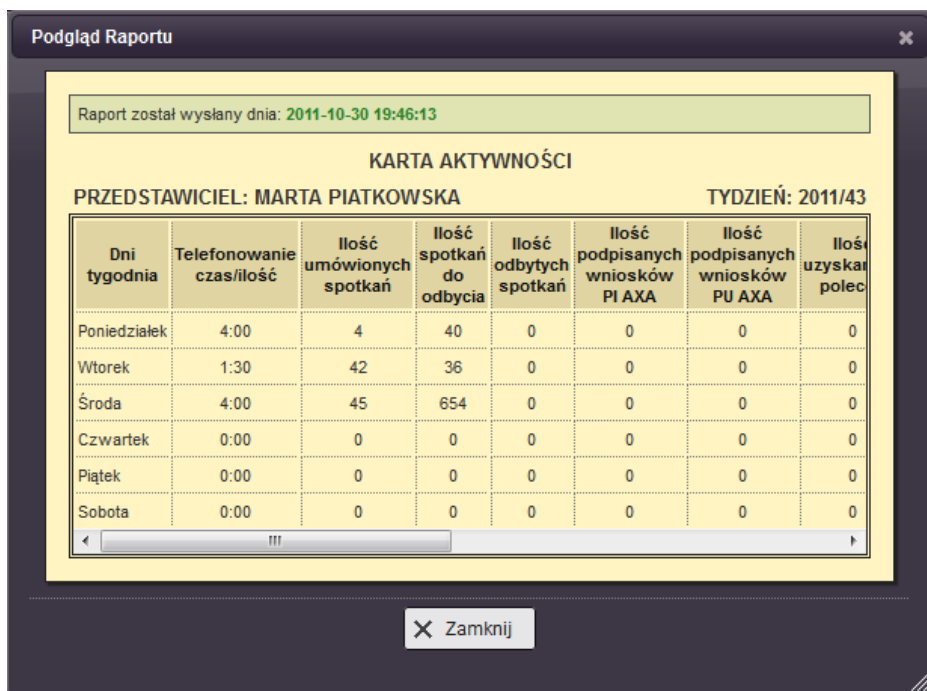 Podgląd Raportu
Raport został wysłany dnia: 2011-10-30 19:46:13
KARTA AKTYWNOŚCI
PRZEDSTAWICIEL: MARTA PIATKOWSKA TYDZIEŃ: 2011/43
Dni tygodnia Telefonowanie czas/ilość Ilość umówionych spotkań Ilość spotkań do odbycia Ilość odbytych spotkań Ilość podpisanych wniosków PI AXA Ilość podpisanych wniosków PU AXA
Poniedziałek 4:00 4 40 0 0 0 0
Wtorek 1:30 42 36 0 0 0 0
Środa 4:00 45 654 0 0 0 0
Czwartek 0:00 0 0 0 0 0 0
Piątek 0:00 0 0 0 0 0 0
Sobota 0:00 0 0 0 0 0 0
Zamknij